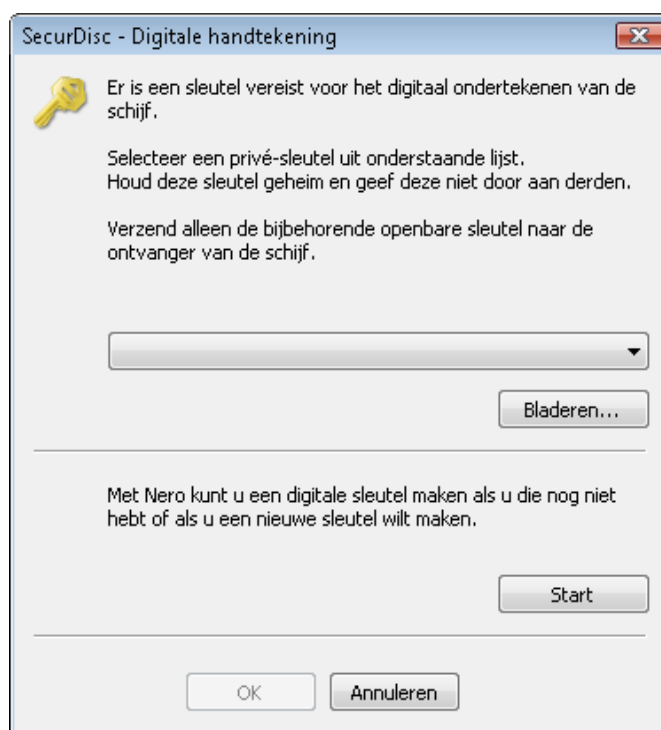 SecurDisc - Digitale handtekening
Er is een sleutel vereist voor het digitaal ondertekenen van de
schijf.
Selecteer een privé-sleutel uit onderstaande lijst.
Houd deze sleutel geheim en geef deze niet door aan derden.
Verzend alleen de bijbehorende openbare sleutel naar de
ontvanger van de schijf.
Bladeren...
Met Nero kunt u een digitale sleutel maken als u die nog niet
hebt of als u een nieuwe sleutel wilt maken.
Start
OK
Annuleren